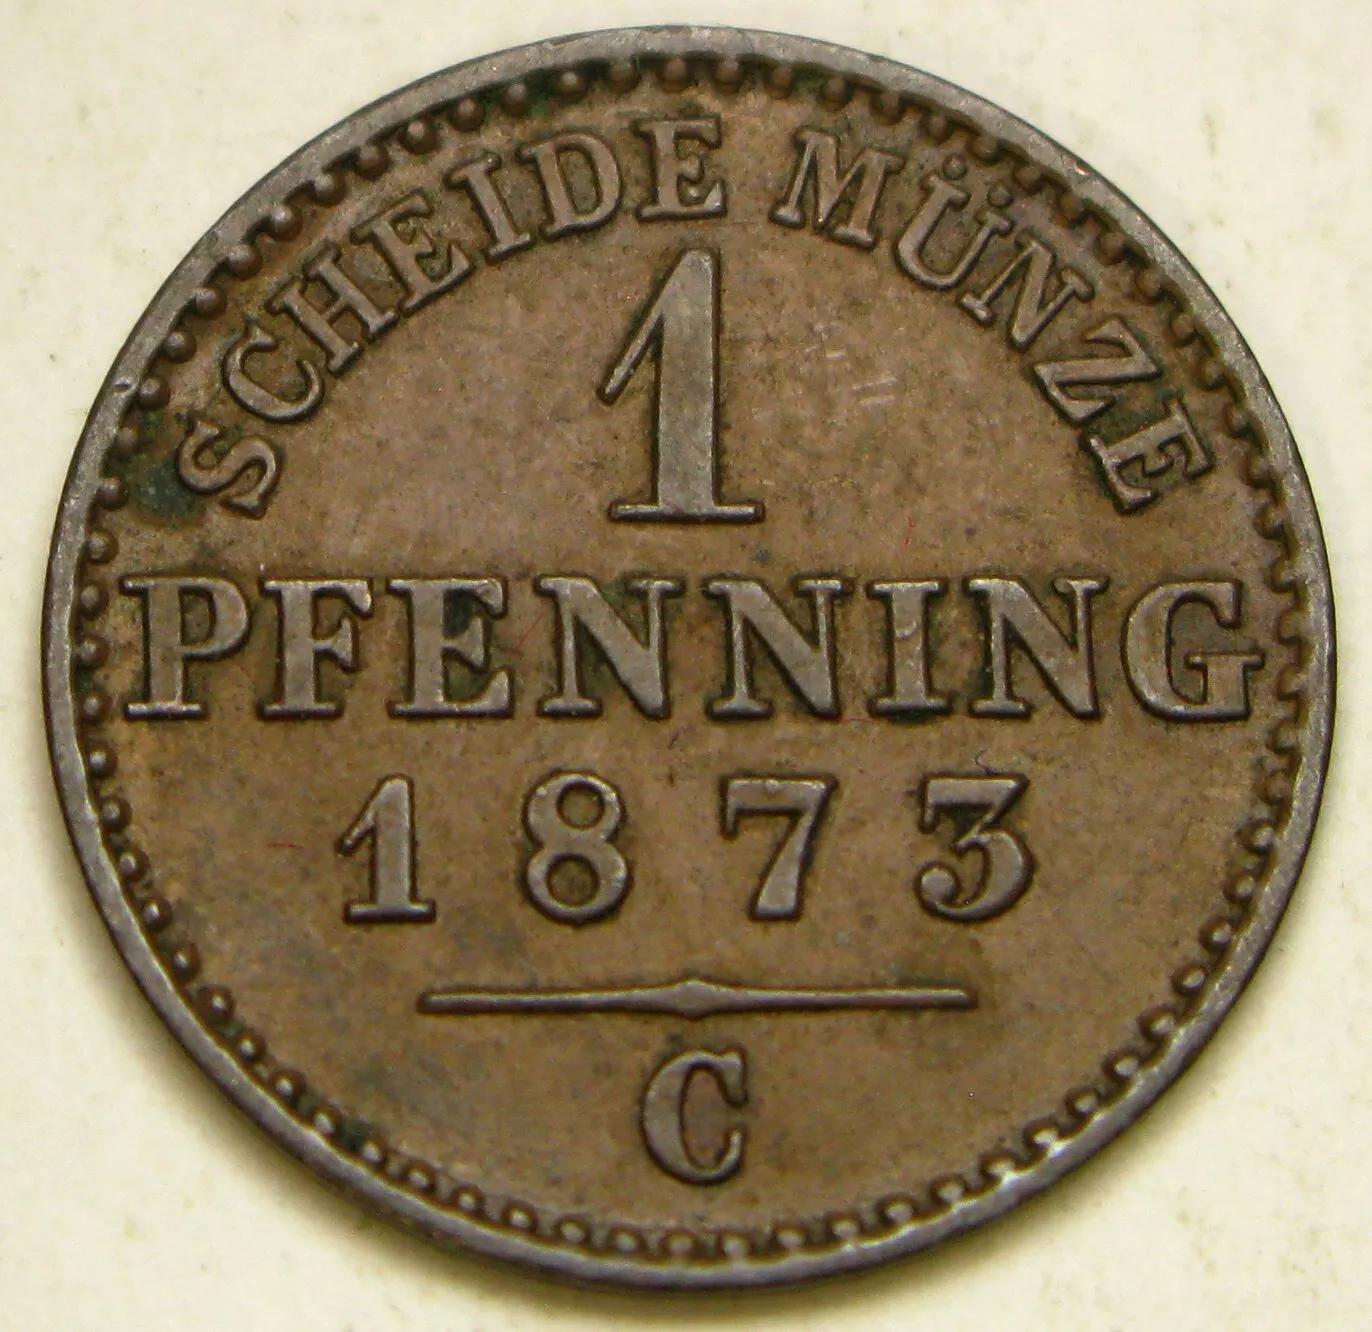 SCHEIDE MÜNZE
1
PFENNING
1873
C